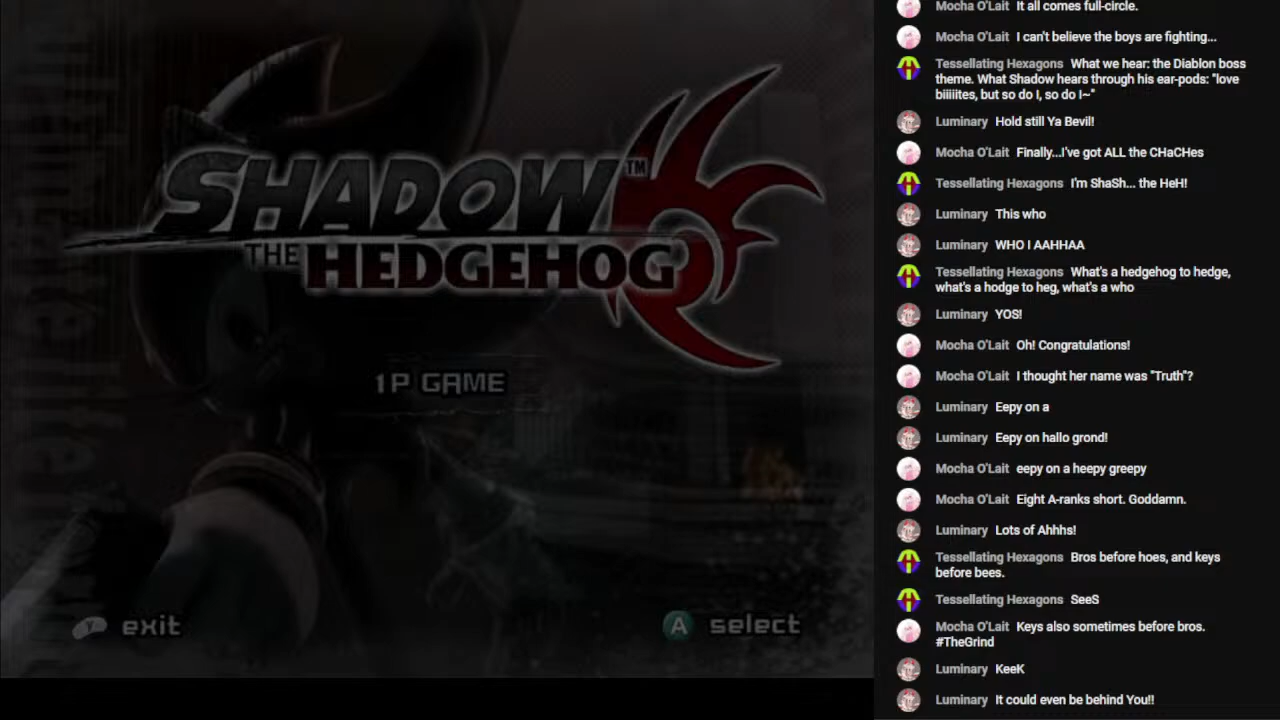 SHADOW™
THE HEDGEHOG
1P GAME
exit
A select
Mocha O'Lait It all comes full-circle.
Mocha O'Lait I can't believe the boys are fighting...
Tessellating Hexagons What we hear: the Diablon boss
theme. What Shadow hears through his ear-pods: "love
biiiiites, but so do I, so do I~"
Luminary Hold still Ya Bevil!
Mocha O'Lait Finally...I've got ALL the CHaCHes
Tessellating Hexagons I'm ShaSh... the HeH!
Luminary This who
Luminary WHO I AAHHAA
Tessellating Hexagons What's a hedgehog to hedge,
what's a hodge to heg, what's a who
Luminary YOS!
Mocha O'Lait Oh! Congratulations!
Mocha O'Lait I thought her name was "Truth"?
Luminary Eepy on a
Luminary Eepy on hallo grond!
Mocha O'Lait eepy on a heepy greepy
Mocha O'Lait Eight A-ranks short. Goddamn.
Luminary Lots of Ahhhs!
Tessellating Hexagons Bros before hoes, and keys
before bees.
Tessellating Hexagons SeeS
Mocha O'Lait Keys also sometimes before bros.
#TheGrind
Luminary KeeK
Luminary It could even be behind You!!